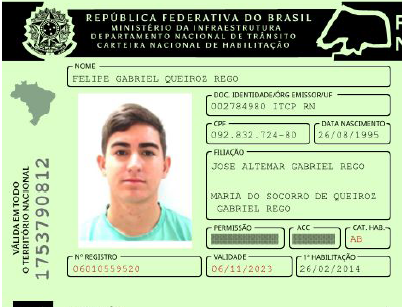 REPÚBLICA FEDERATIVA DO BRASIL
MINISTÉRIO DA INFRAESTRUTURA
DEPARTAMENTO NACIONAL DE TRÂNSITO
CARTEIRA NACIONAL DE HABILITAÇÃO
NOME
FELIPE GABRIEL QUEIROZ REGO
DOC. IDENTIDADE/ÓRG EMISSOR/UF
002784980 ITCP RN
CPF
DATA NASCIMENTO
092.832.724-80
26/08/1995
FILIAÇÃO
JOSE ALTEMAR GABRIEL REGO
MARIA DO SOCORRO DE QUEIROZ
GABRIEL REGO
PERMISSÃO
ACC
CAT. HAB.
AB
Nº REGISTRO
VALIDADE
1ª HABILITAÇÃO
06010559520
06/11/2023
26/02/2014
VÁLIDA EM TODO
O TERRITÓRIO NACIONAL
1753790812